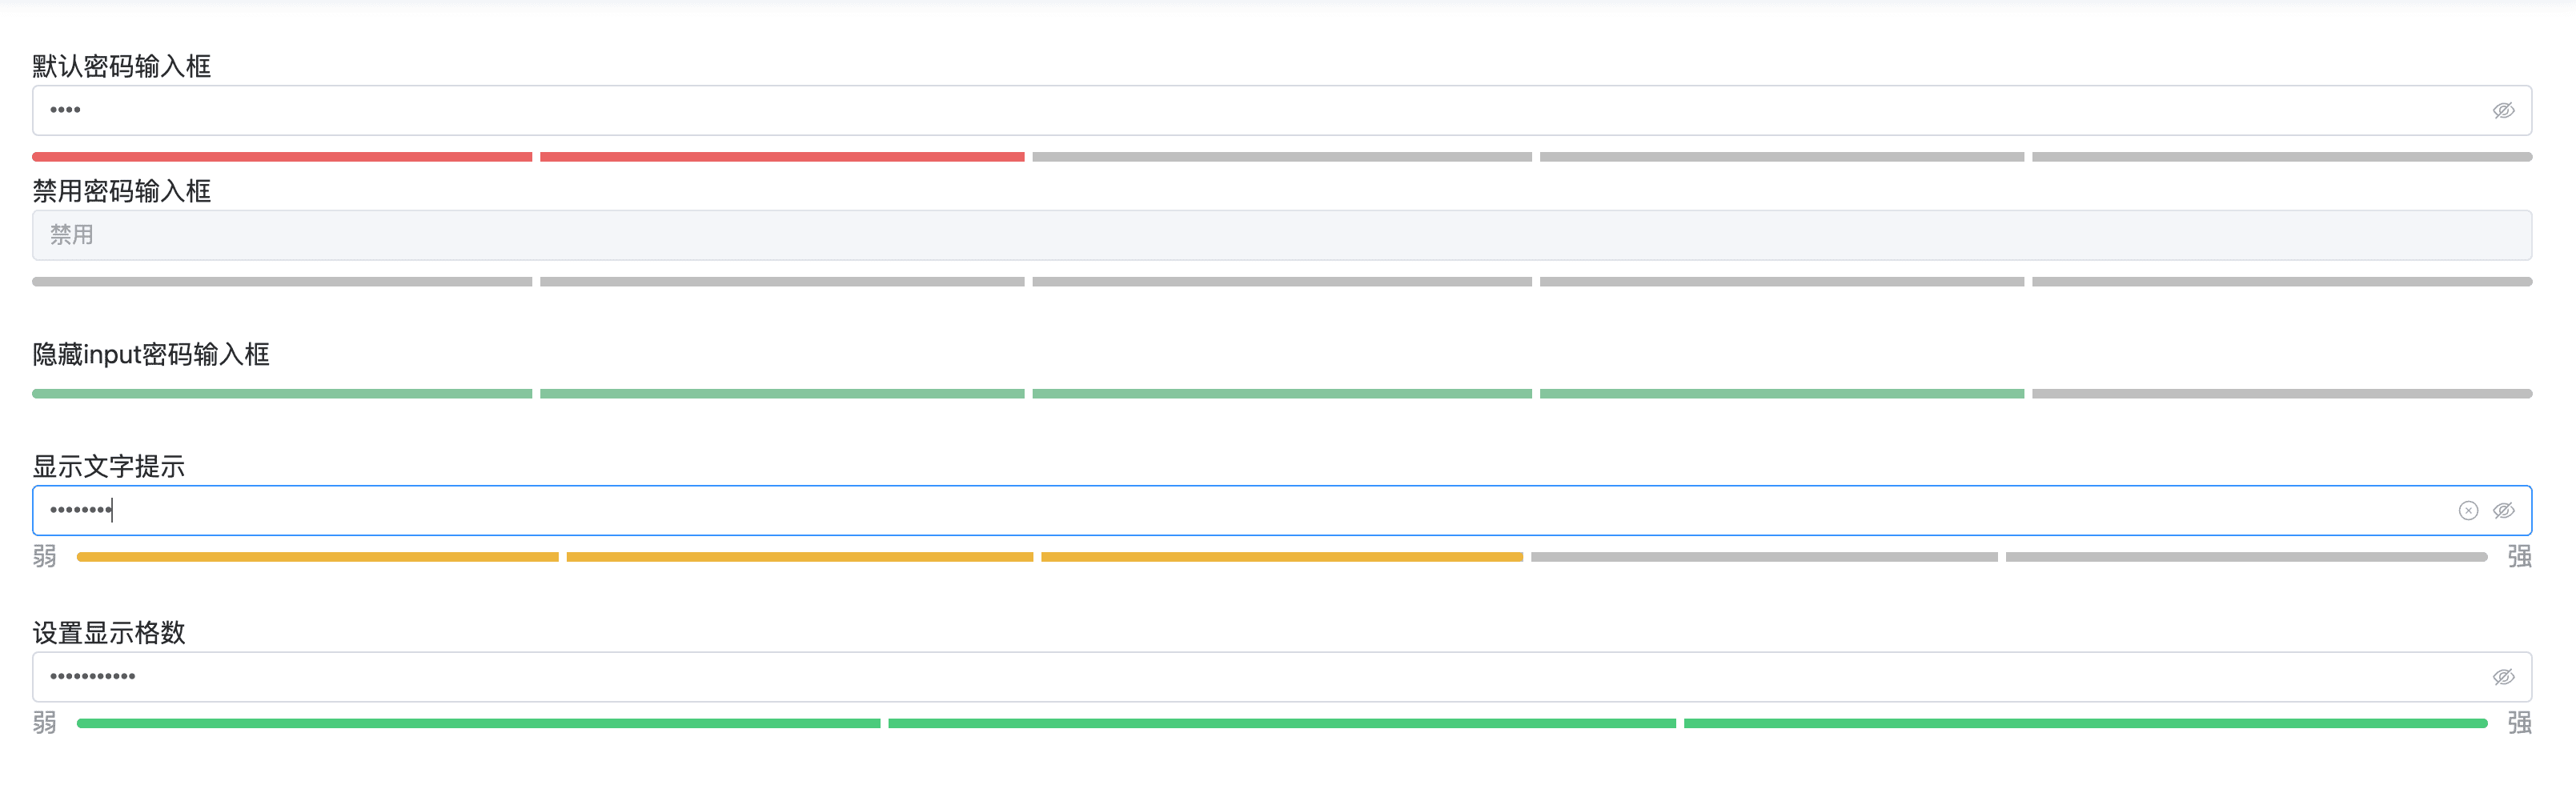 默认密码输入框
••••
禁用密码输入框
禁用
隐藏input密码输入框
显示文字提示
••••••••
弱 强
设置显示格数
•••••••••••
弱 强